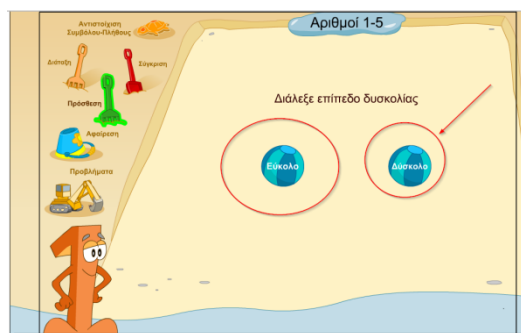 Αριθμοί 1-5
Αντιστοίχιση
Συμβόλου-Πλήθους
Διάταξη
Σύγκριση
Πρόσθεση
Αφαίρεση
Προβλήματα
Διάλεξε επίπεδο δυσκολίας
Εύκολο
Δύσκολο